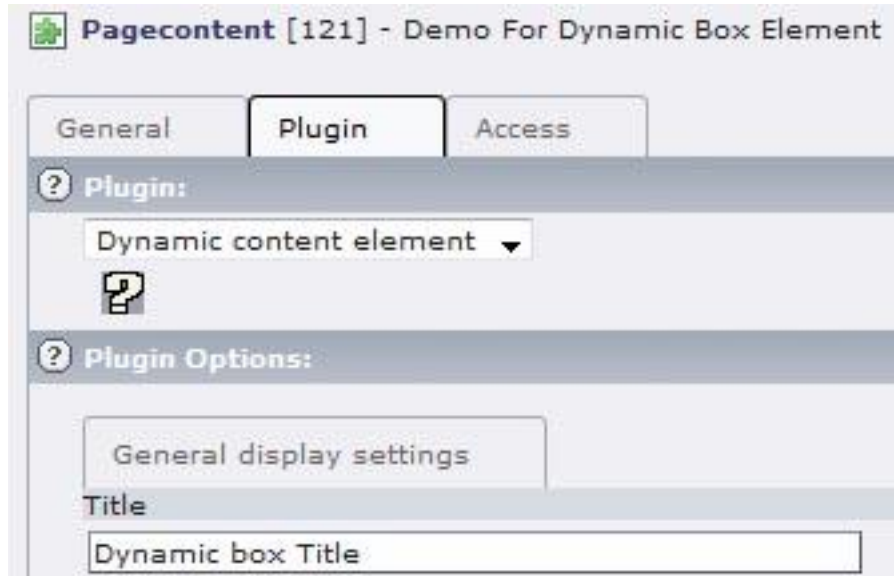 Pagecontent [121] - Demo For Dynamic Box Element
General Plugin Access
? Plugin:
Dynamic content element
?
? Plugin Options:
General display settings
Title
Dynamic box Title